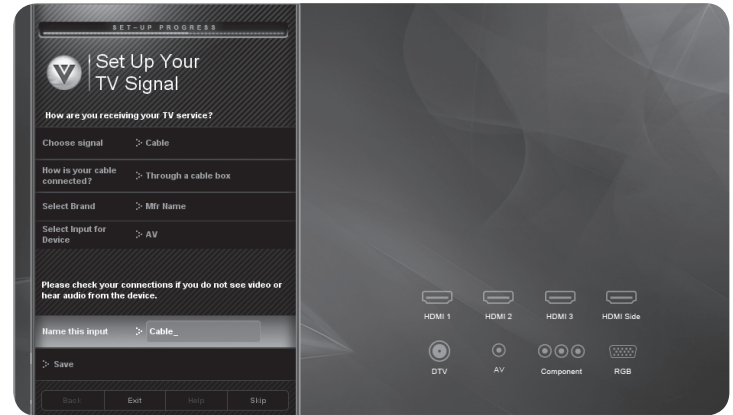 SET-UP PROGRESS
Set Up Your
TV Signal
How are you receiving your TV service?
Choose signal :· Cable
How is your cable
connected? :· Through a cable box
Select Brand :· Mfr Name
Select Input for
Device :· AV
Please check your connections if you do not see video or
hear audio from the device.
Name this input :· Cable_
:· Save
Back Exit Help Skip
HDMI 1 HDMI 2 HDMI 3 HDMI Side
DTV AV Component RGB